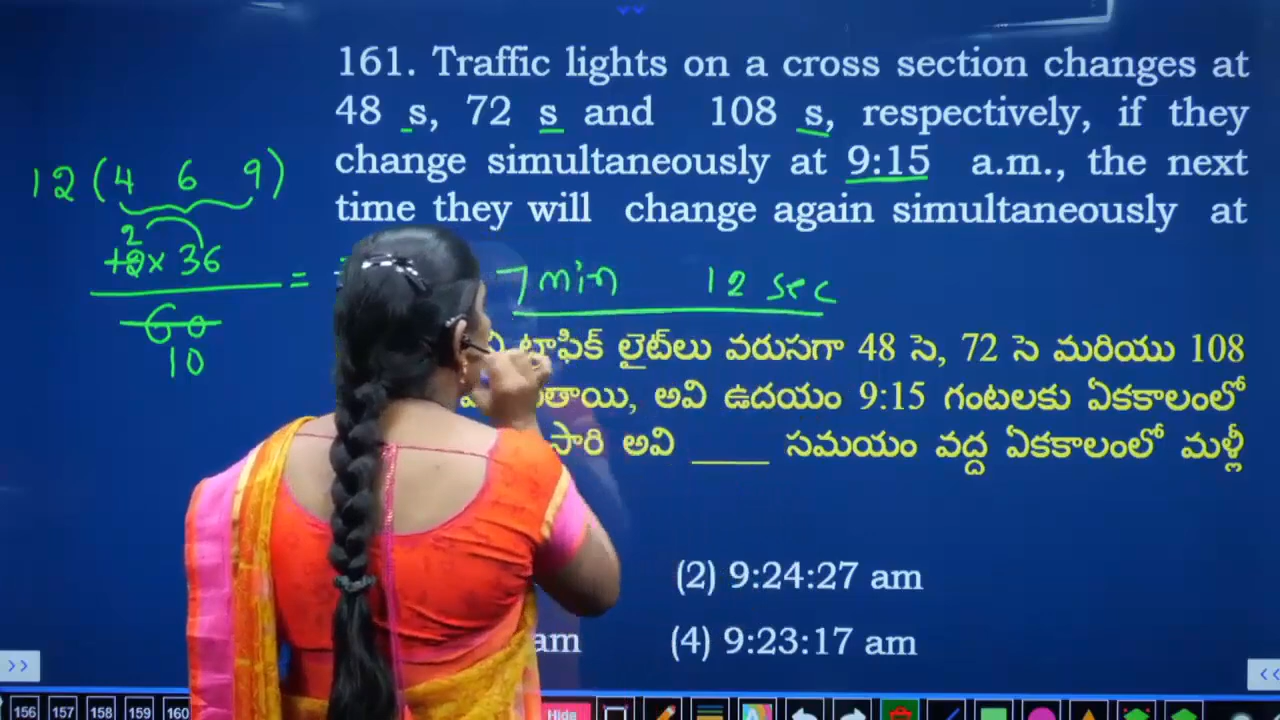 161. Traffic lights on a cross section changes at
48 s, 72 s and 108 s, respectively, if they
change simultaneously at 9:15 a.m., the next
time they will change again simultaneously at
12 (4 6 9)
2
12 x 36
=
60
10
7 min 12 sec
ట్రాఫిక్ లైట్‌లు వరుసగా 48 సె, 72 సె మరియు 108
అవి ఉదయం 9:15 గంటలకు ఏకకాలంలో
సారి అవి ____ సమయం వద్ద ఏకకాలంలో మళ్లీ
(2) 9:24:27 am
am (4) 9:23:17 am
>> <<
156 157 158 159 160 Hide